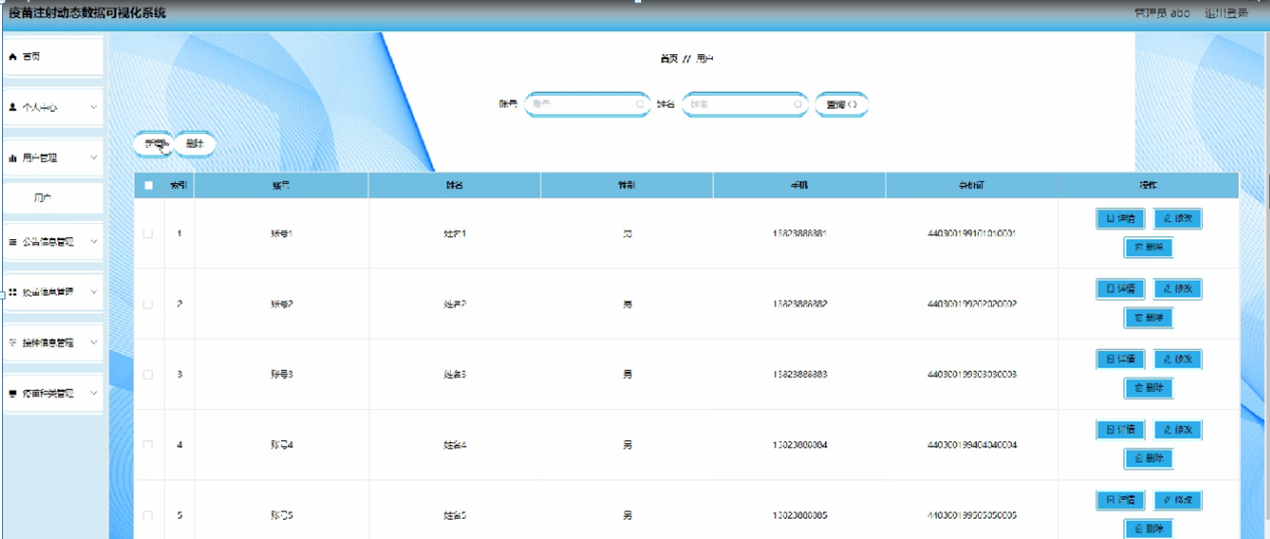 疫苗注射动态数据可视化系统 管理员 abo 退出登录
首页
个人中心
用户管理
用户
公告信息管理
疫苗信息管理
接种信息管理
疫苗种类管理
首页 // 用户
账号 账号 姓名 姓名 查询
新增 删除
索引 账号 姓名 性别 手机 身份证 操作
1 账号1 姓名1 男 13823888881 440300199101010001 详情 修改
删除
2 账号2 姓名2 男 13823888882 440300199202020002 详情 修改
删除
3 账号3 姓名3 男 13823888883 440300199303030003 详情 修改
删除
4 账号4 姓名4 男 13823888884 440300199404040004 详情 修改
删除
5 账号5 姓名5 男 13823888885 440300199505050005 详情 修改
删除